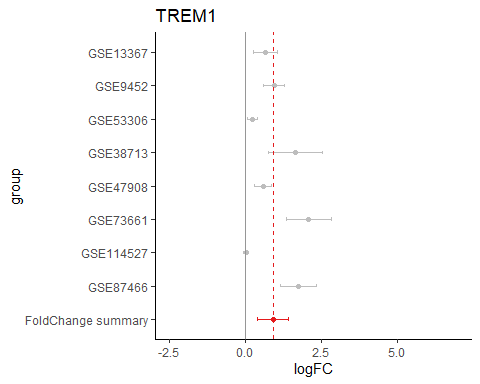 TREM1
GSE13367
GSE9452
GSE53306
GSE38713
GSE47908
GSE73661
GSE114527
GSE87466
FoldChange summary
group
-2.5 0.0 2.5 5.0
logFC